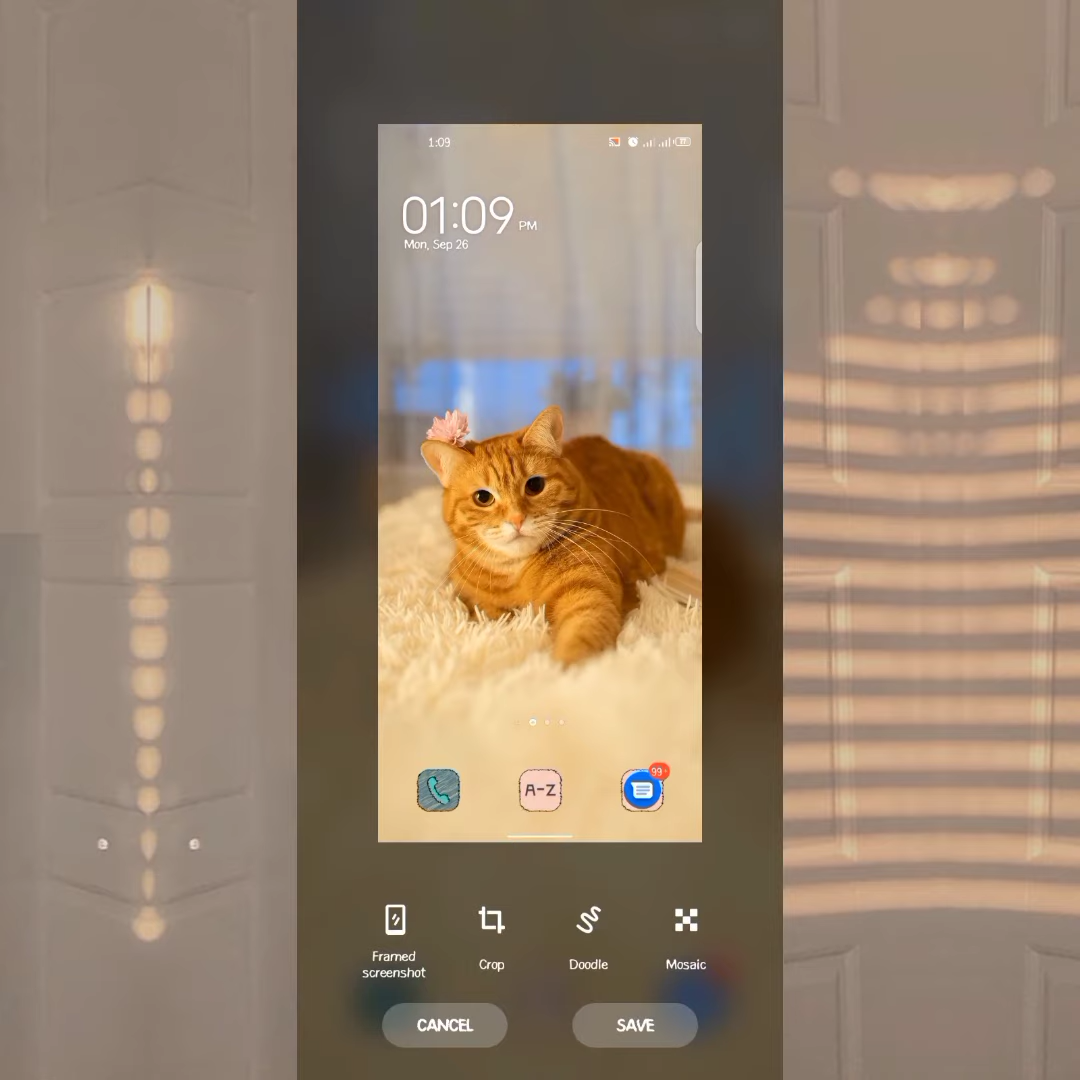 1:09
01:09 PM
Mon, Sep 26
A-Z
99+
Framed
screenshot
Crop
Doodle
Mosaic
CANCEL
SAVE